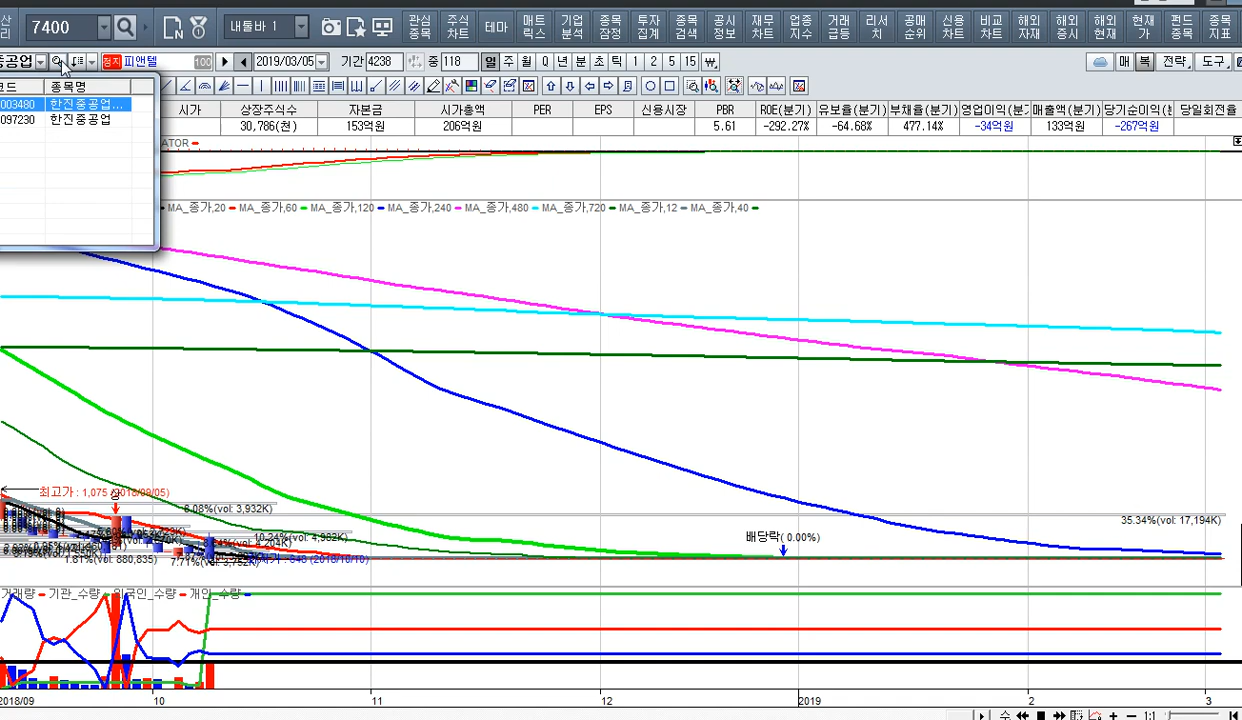 7400
내돌바 1
관심 종목
주식 차트
테마
매트 릭스
기업 분석
종목 잠정
투자 집계
종목 검색
공시 정보
재무 차트
업종 지수
거래 급등
리서 치
공매 순위
신용 차트
비교 차트
해외 자재
해외 증시
해외 현재
현재 가
펀드 종목
종목 지표
중공업
정지 피앤텔 100
2019/03/05
기간 4238
118
일 주 월 Q 년 분 초 틱 1 2 5 15
매 복 전략 도구
코드 종목명
003480 한진중공업...
097230 한진중공업
시가 상장주식수 자본금 시가총액 PER EPS 신용시장 PBR ROE(분기) 유보율(분기) 부채율(분기) 영업이익(분기 매출액(분기) 당기순이익(분 당일회전율
30,786(천) 153억원 206억원 5.61 -292.27% -64.68% 477.14% -34억원 133억원 -267억원
ATOR
MA_종가,20 MA_종가,60 MA_종가,120 MA_종가,240 MA_종가,480 MA_종가,720 MA_종가,12 MA_종가,40
최고가 : 1,075 (2018/09/05)
6.08%(vol: 3,932K)
35.34%(vol: 17,194K)
배당락( 0.00%)
10.24%(vol: 4,982K)
1.61%(vol: 880,835)
7.71%(vol: 3,752K)
거래량 기관_수량 외국인_수량 개인_수량
2018/09 10 11 12 2019 2 3
수 1:1